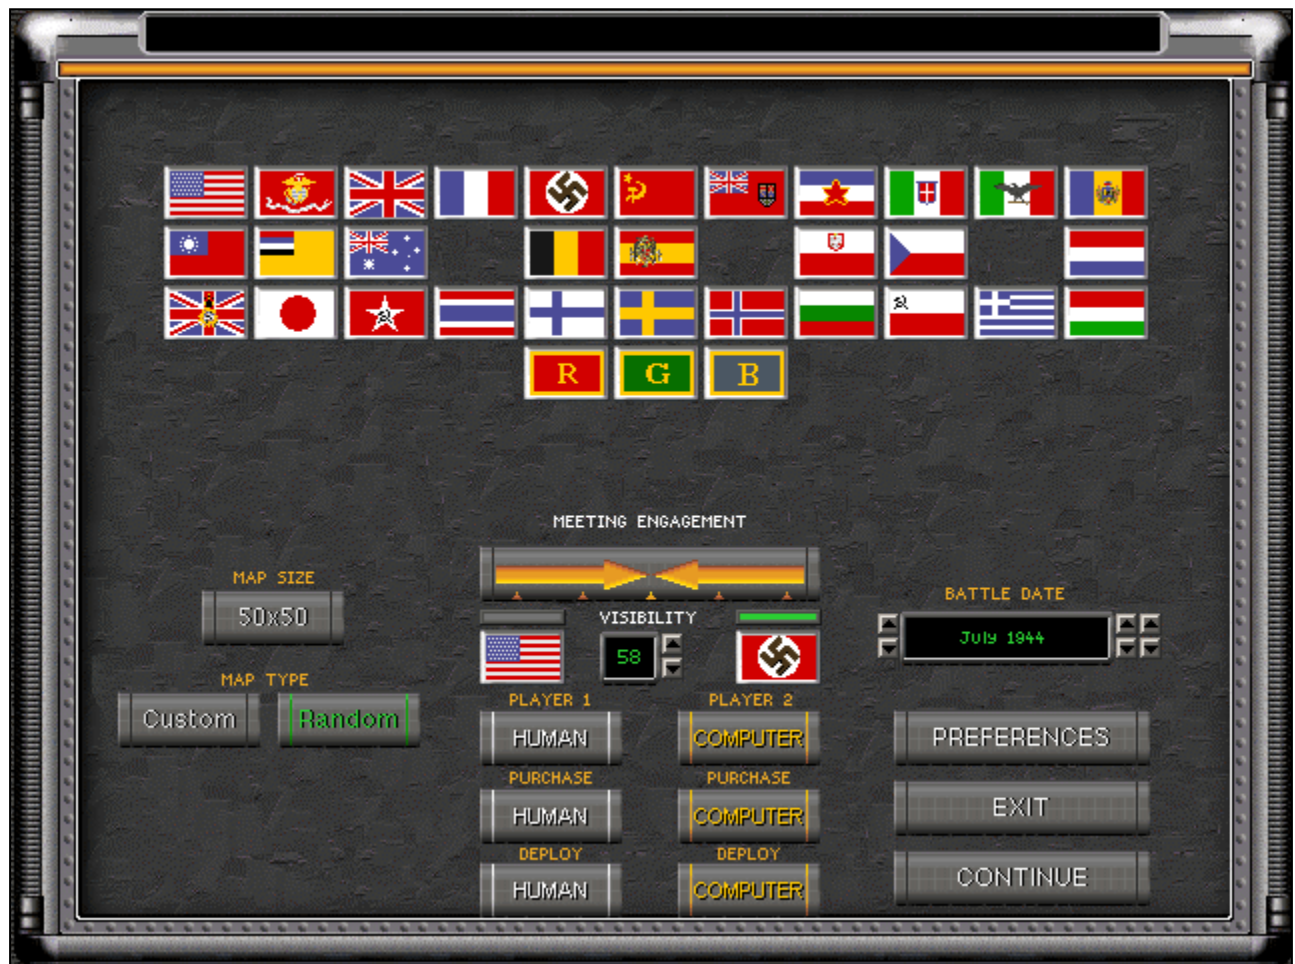 R G B
MEETING ENGAGEMENT
MAP SIZE
50x50
VISIBILITY
58
BATTLE DATE
July 1944
MAP TYPE
Custom Random
PLAYER 1 PLAYER 2
HUMAN COMPUTER
PREFERENCES
PURCHASE PURCHASE
HUMAN COMPUTER
EXIT
DEPLOY DEPLOY
HUMAN COMPUTER
CONTINUE